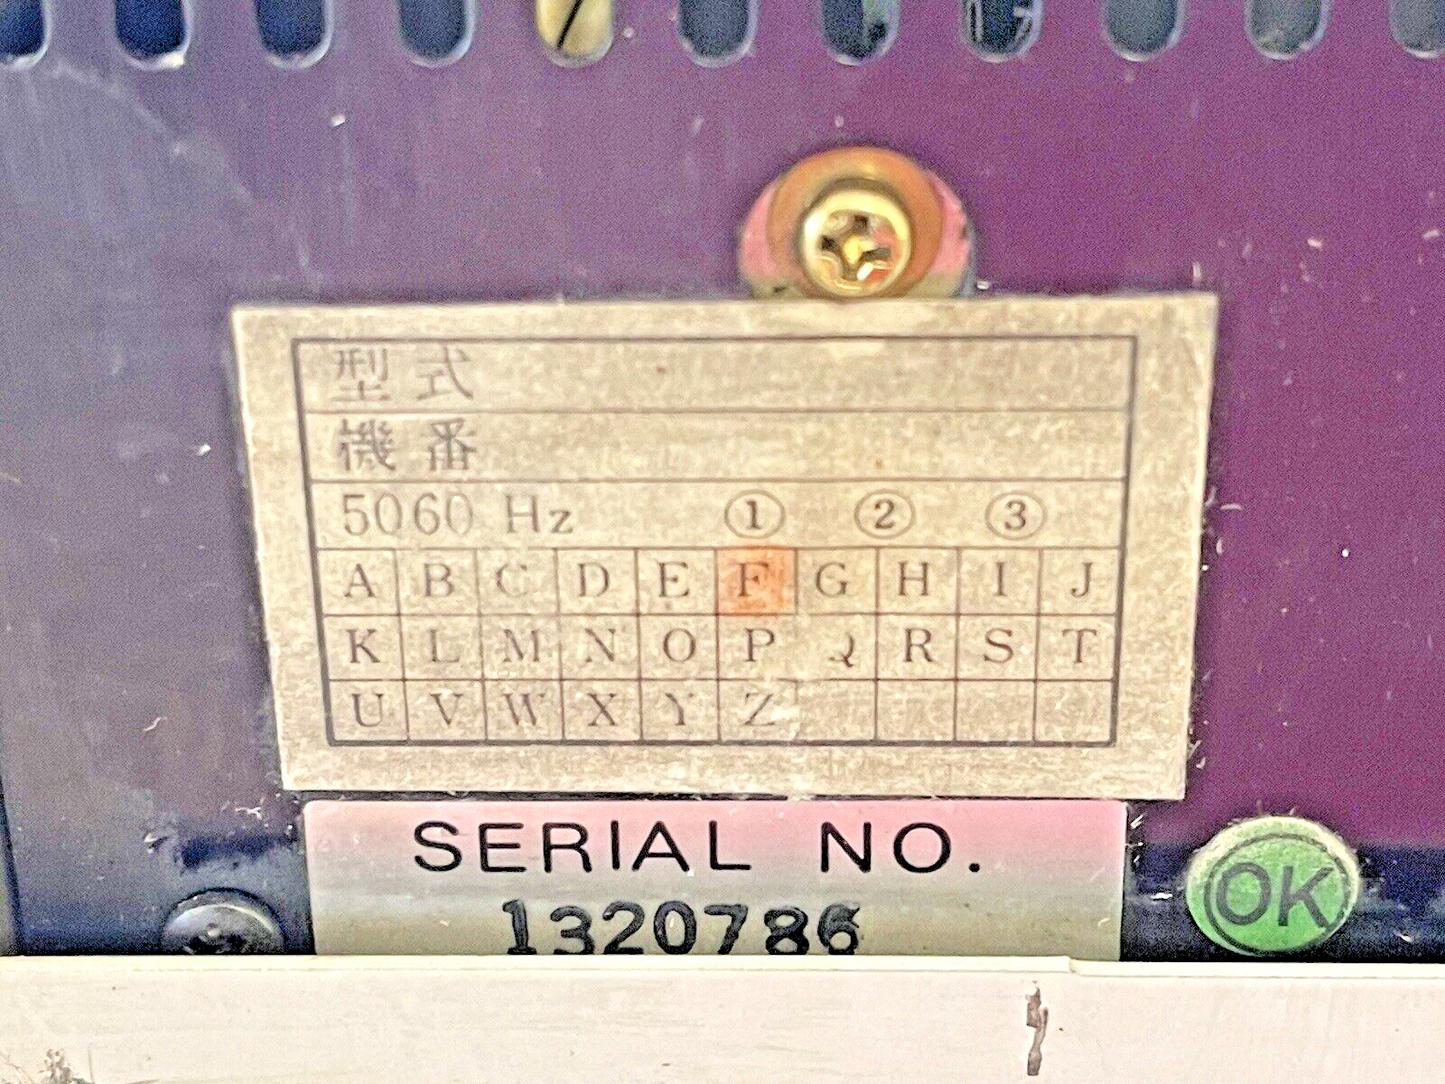 型式
機番
5060 Hz ① ② ③
A B C D E F G H I J
K L M N O P Q R S T
U V W X Y Z
SERIAL NO.
1320786
OK